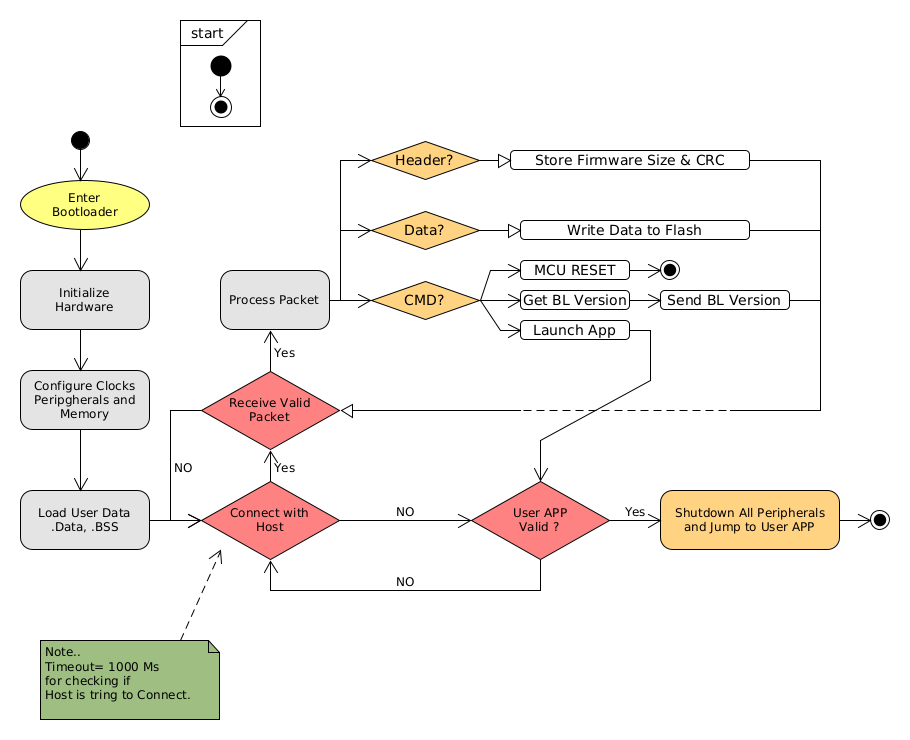 start
Enter
Bootloader
Initialize
Hardware
Configure Clocks
Peripgherals and
Memory
Load User Data
.Data, .BSS
Process Packet
Header?
Store Firmware Size & CRC
Data?
Write Data to Flash
CMD?
MCU RESET
Get BL Version
Send BL Version
Launch App
Yes
Receive Valid
Packet
NO
Yes
Connect with
Host
NO
User APP
Valid ?
Yes
Shutdown All Peripherals
and Jump to User APP
NO
Note..
Timeout= 1000 Ms
for checking if
Host is tring to Connect.